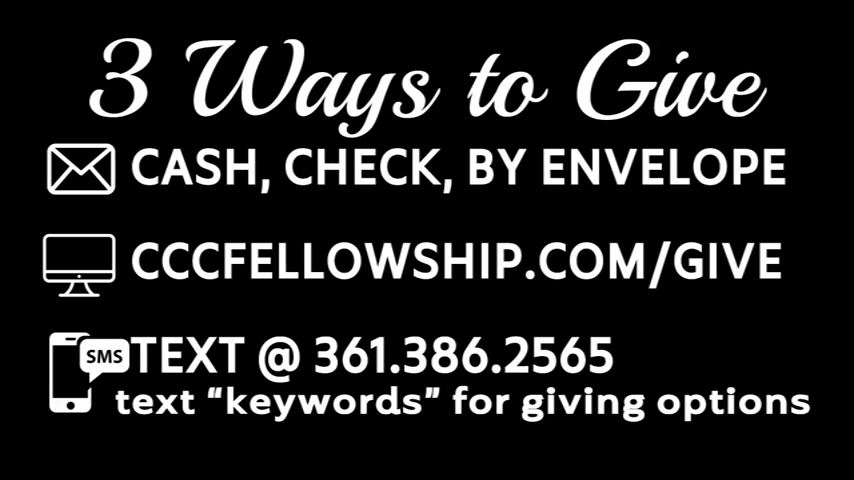 3 Ways to Give
CASH, CHECK, BY ENVELOPE
CCCFELLOWSHIP.COM/GIVE
SMS TEXT @ 361.386.2565
text “keywords” for giving options